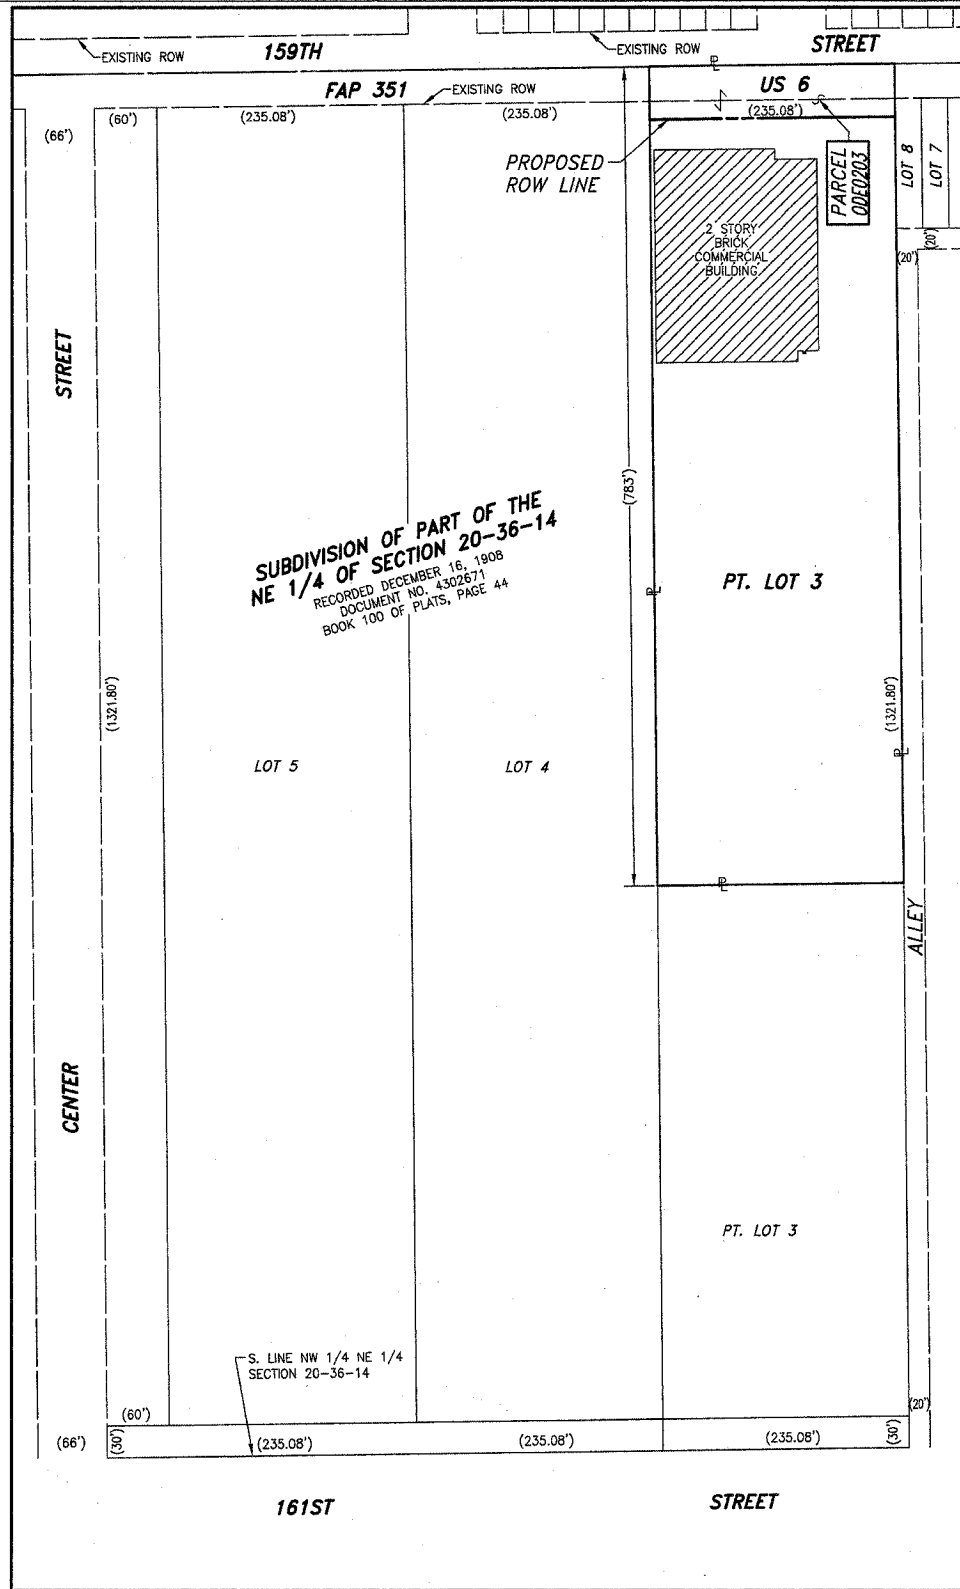 159TH
STREET
EXISTING ROW
EXISTING ROW
FAP 351
EXISTING ROW
US 6
(66')
(60')
(235.08')
(235.08')
(235.08')
PROPOSED
ROW LINE
PARCEL
0DE0203
LOT 8
LOT 7
(20')
(20')
2 STORY
BRICK
COMMERCIAL
BUILDING
STREET
(783')
SUBDIVISION OF PART OF THE
NE 1/4 OF SECTION 20-36-14
RECORDED DECEMBER 16, 1908
DOCUMENT NO. 4302671
BOOK 100 OF PLATS, PAGE 44
PT. LOT 3
(1321.80')
(1321.80')
LOT 5
LOT 4
PL
PL
PL
PL
ALLEY
CENTER
PT. LOT 3
S. LINE NW 1/4 NE 1/4
SECTION 20-36-14
(60')
(20')
(66')
(30')
(235.08')
(235.08')
(235.08')
(30')
161ST
STREET